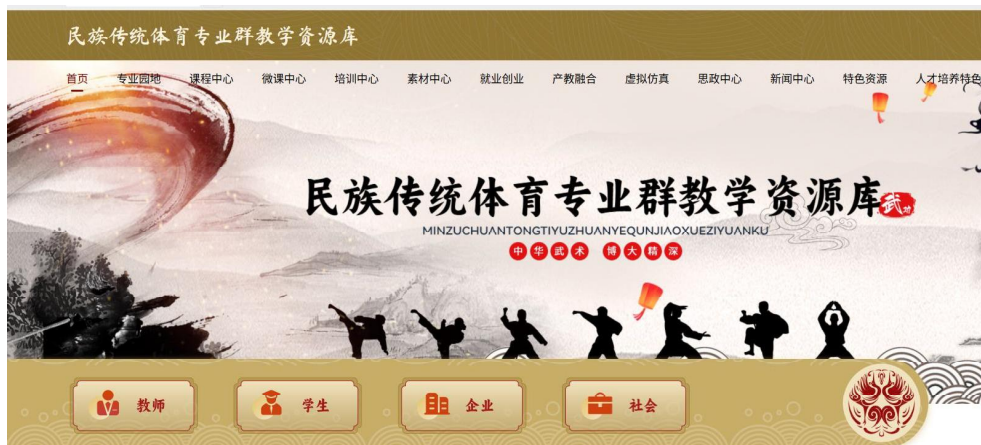 民族传统体育专业群教学资源库
首页 专业园地 课程中心 微课中心 培训中心 素材中心 就业创业 产教融合 虚拟仿真 思政中心 新闻中心 特色资源 人才培养特色
民族传统体育专业群教学资源库
武功
MINZUCHUANTONGTIYUZHUANYEQUNJIAOXUEZIYUANKU
中华武术 博大精深
教师 学生 企业 社会